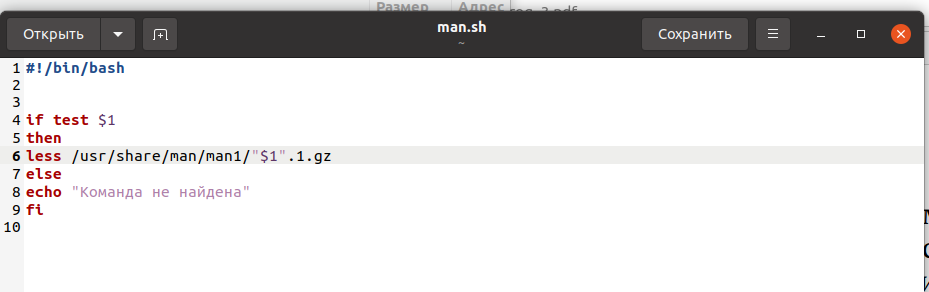 Размер Адрес
man.sh
Открыть
Сохранить
~
1 #!/bin/bash
2
3
4 if test $1
5 then
6 less /usr/share/man/man1/"$1".1.gz
7 else
8 echo "Команда не найдена"
9 fi
10